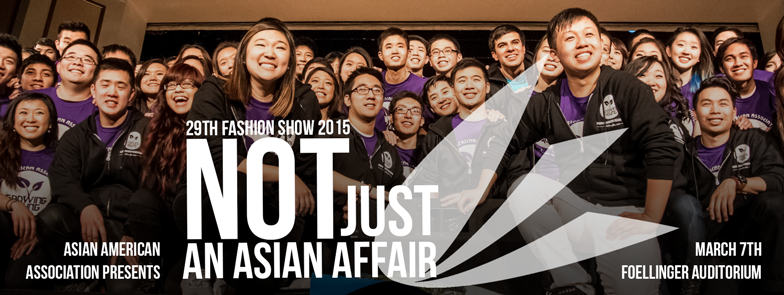 29TH FASHION SHOW 2015
NOT JUST
AN ASIAN AFFAIR
ASIAN AMERICAN
ASSOCIATION PRESENTS
MARCH 7TH
FOELLINGER AUDITORIUM